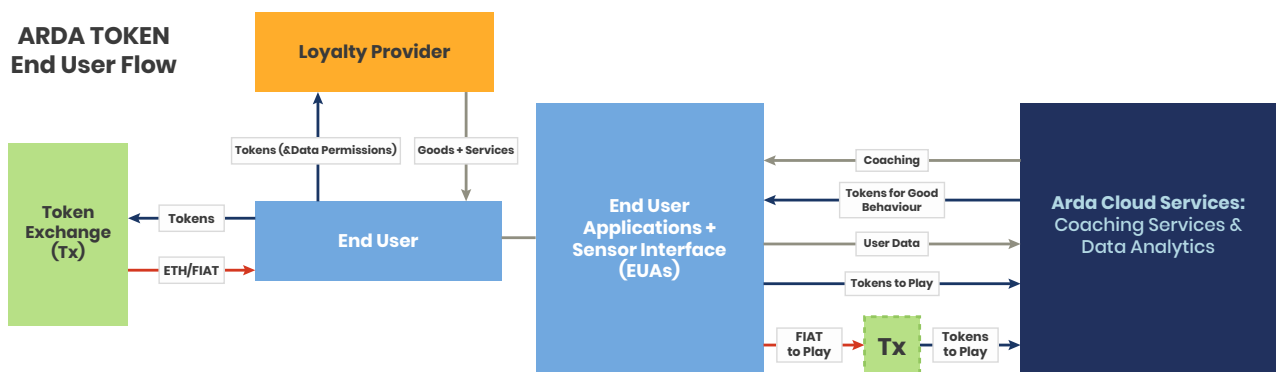 ARDA TOKEN
End User Flow
Loyalty Provider
Tokens (&Data Permissions)
Goods + Services
Token
Exchange
(Tx)
Tokens
ETH/FIAT
End User
End User
Applications +
Sensor Interface
(EUAs)
Coaching
Tokens for Good
Behaviour
User Data
Tokens to Play
FIAT
to Play
Tx
Tokens
to Play
Arda Cloud Services:
Coaching Services &
Data Analytics